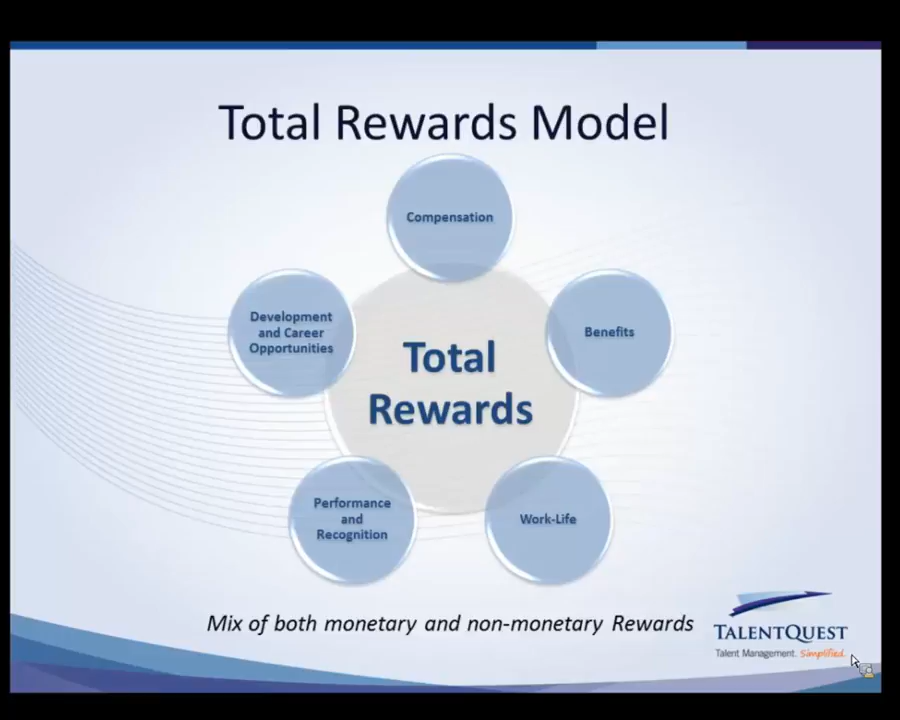 Total Rewards Model
Compensation
Development
and Career
Opportunities
Benefits
Total
Rewards
Performance
and
Recognition
Work-Life
Mix of both monetary and non-monetary Rewards
TALENTQUEST
Talent Management. Simplified.